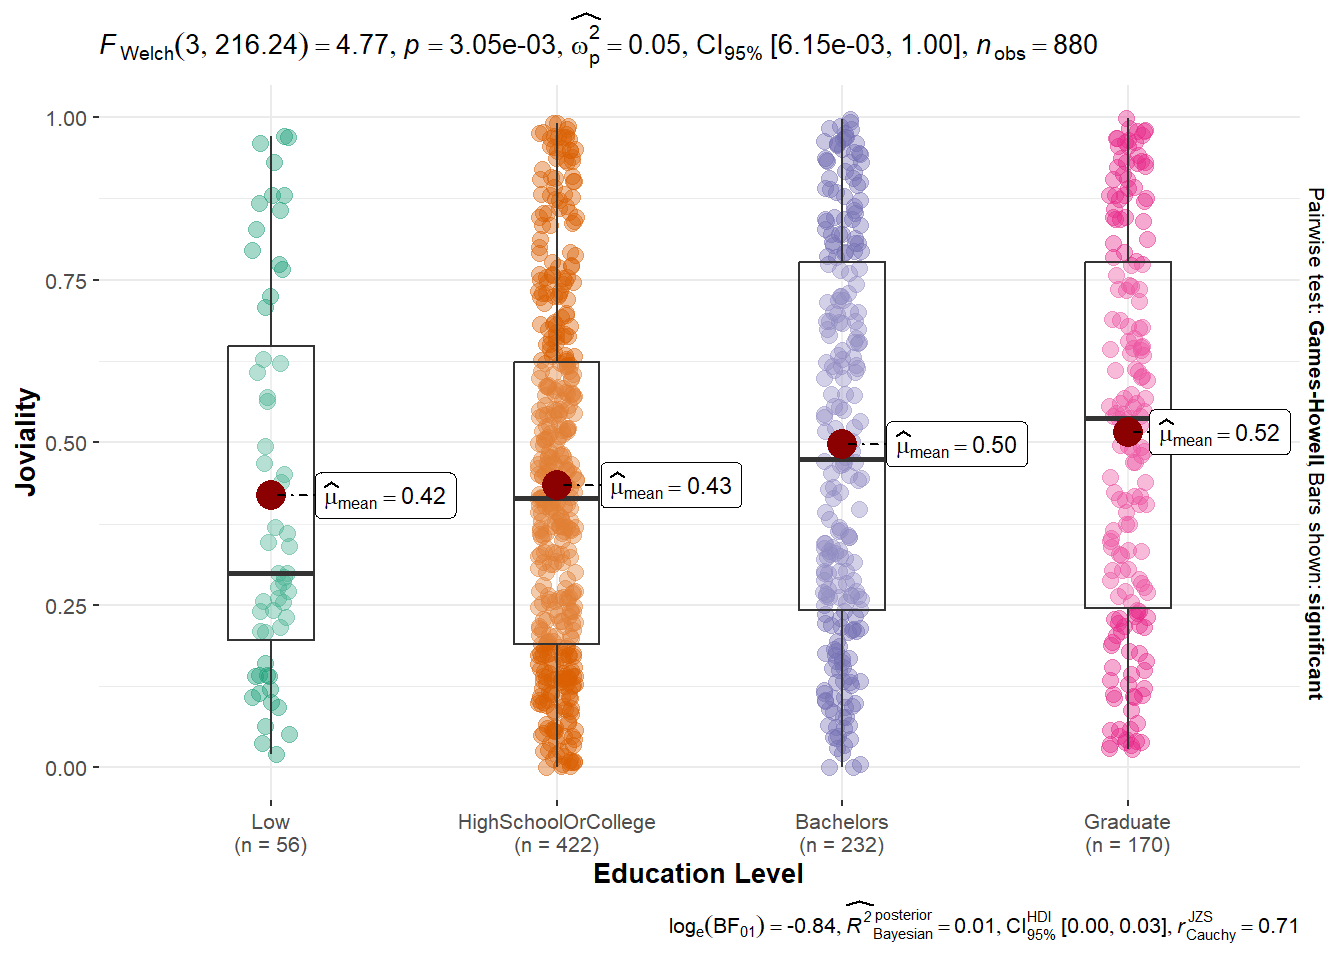 F Welch(3, 216.24) = 4.77, p = 3.05e-03, ω̂²p = 0.05, CI95% [6.15e-03, 1.00], n obs = 880
1.00
0.75
0.50
0.25
0.00
Joviality
μ̂mean = 0.42
μ̂mean = 0.43
μ̂mean = 0.50
μ̂mean = 0.52
Pairwise test: Games-Howell, Bars shown: significant
Low
(n = 56)
HighSchoolOrCollege
(n = 422)
Bachelors
(n = 232)
Graduate
(n = 170)
Education Level
loge(BF01) = -0.84, R̂² posterior Bayesian = 0.01, CI HDI 95% [0.00, 0.03], r JZS Cauchy = 0.71